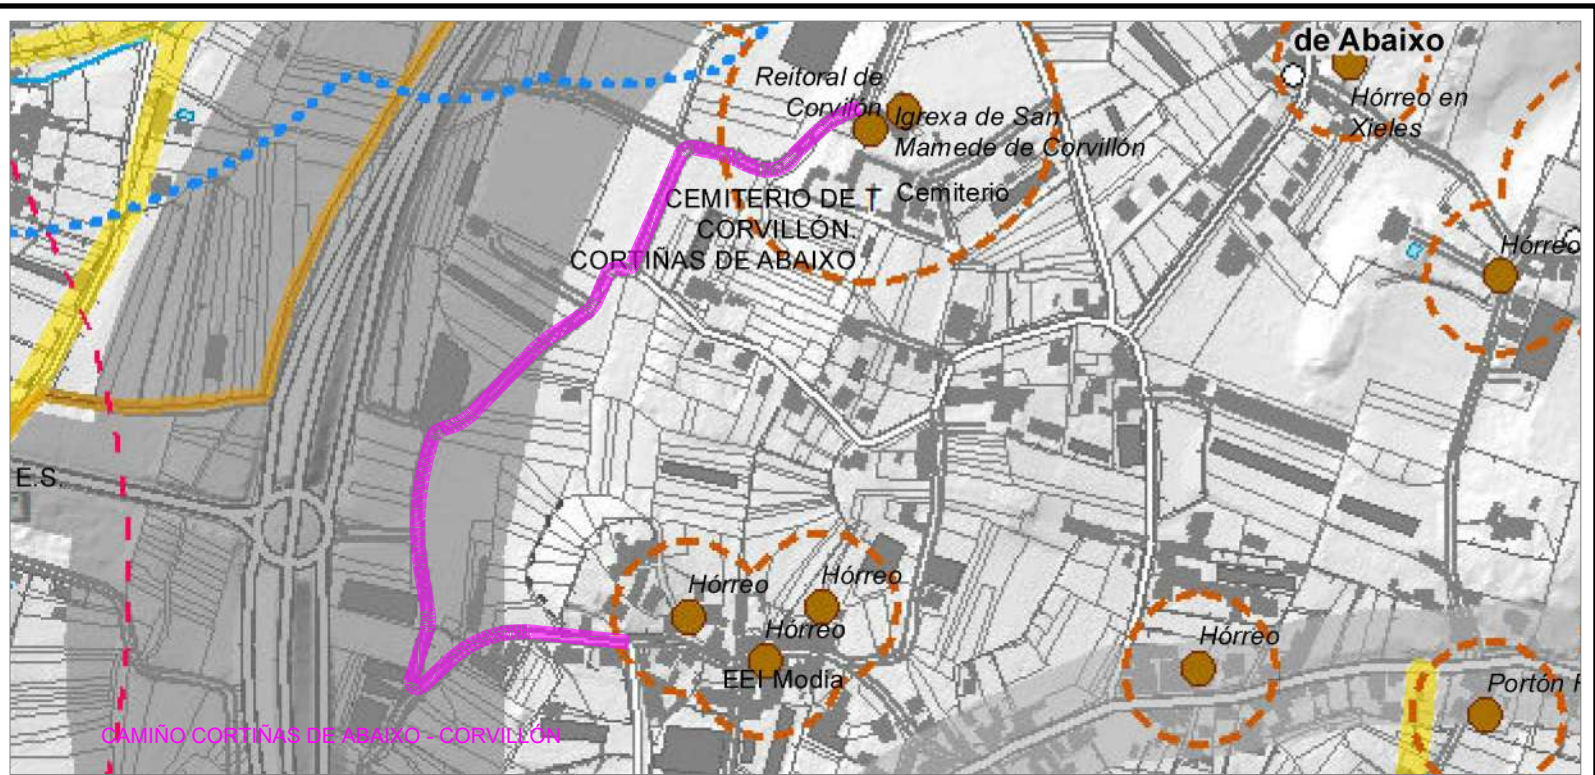 de Abaixo
Reitoral de
Corvillón
Igrexa de San
Mamede de Corvillón
Hórreo en
Xieles
CEMITERIO DE
CORVILLÓN.
CORTIÑAS DE ABAIXO
Cemiterio
Hórreo
E.S.
Hórreo
Hórreo
Hórreo
EEI Modia
Hórreo
Portón
CAMIÑO CORTIÑAS DE ABAIXO - CORVILLÓN